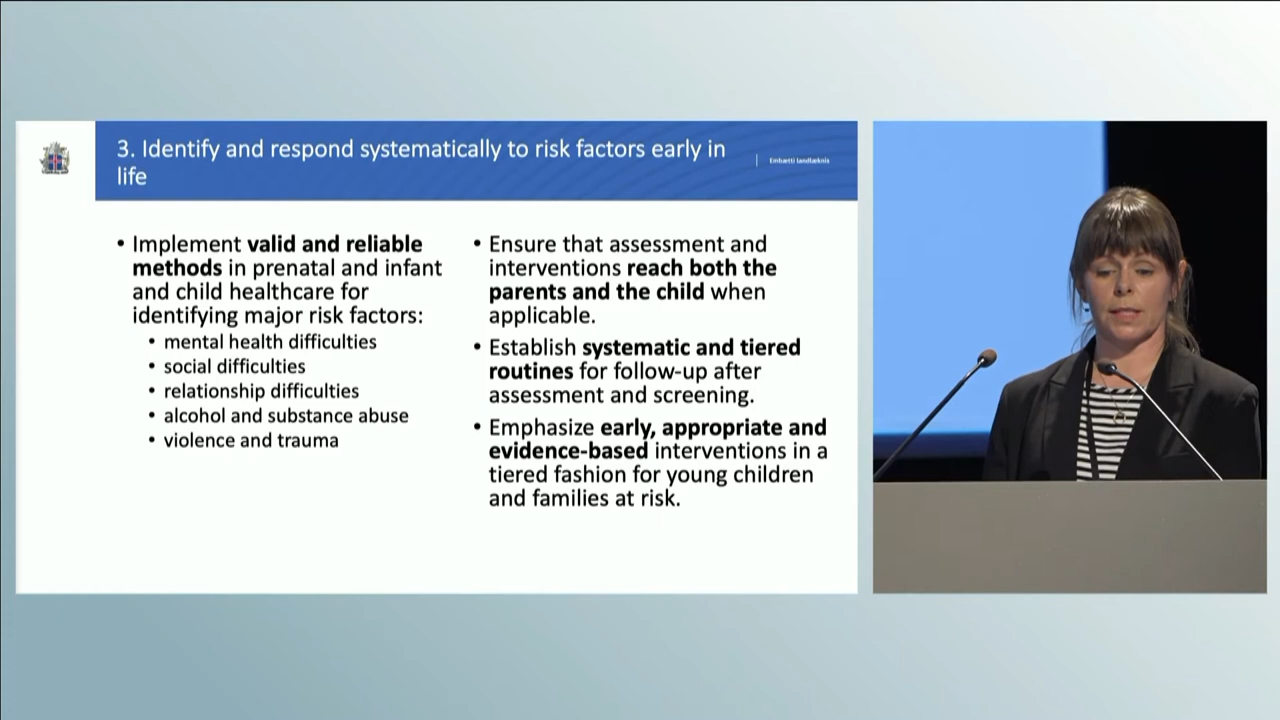 3. Identify and respond systematically to risk factors early in
life
Embætti landlæknis
• Implement valid and reliable
methods in prenatal and infant
and child healthcare for
identifying major risk factors:
• mental health difficulties
• social difficulties
• relationship difficulties
• alcohol and substance abuse
• violence and trauma
• Ensure that assessment and
interventions reach both the
parents and the child when
applicable.
• Establish systematic and tiered
routines for follow-up after
assessment and screening.
• Emphasize early, appropriate and
evidence-based interventions in a
tiered fashion for young children
and families at risk.